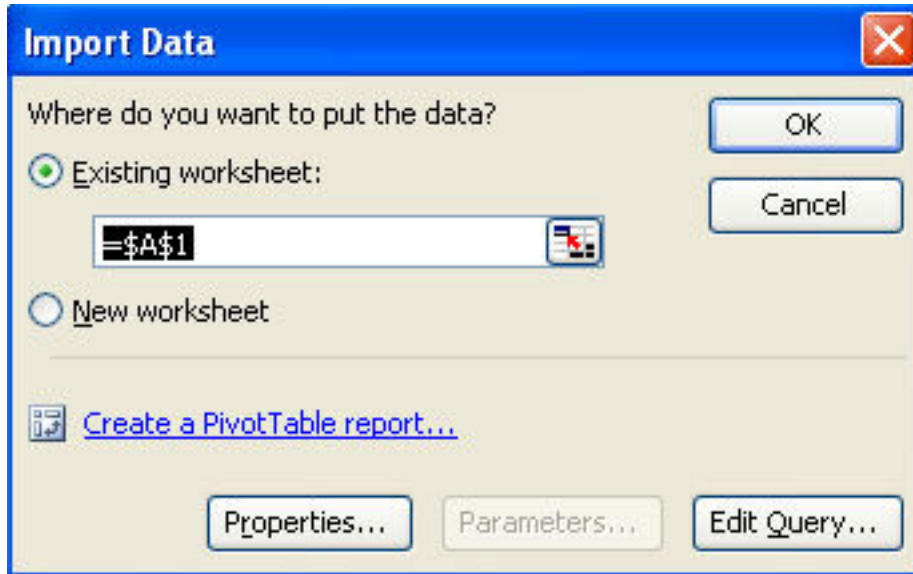 Import Data
Where do you want to put the data?
OK
Existing worksheet:
Cancel
=$A$1
New worksheet
Create a PivotTable report...
Properties...
Parameters...
Edit Query...